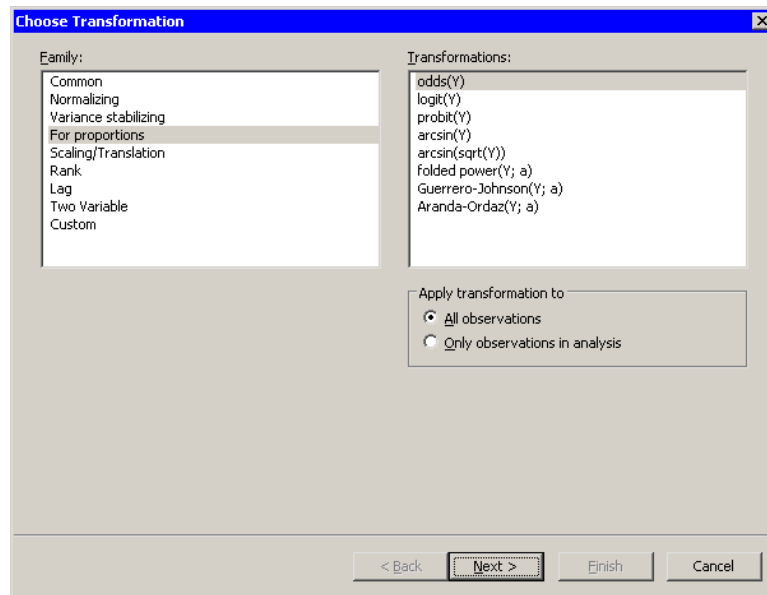 Choose Transformation
Family:
Common
Normalizing
Variance stabilizing
For proportions
Scaling/Translation
Rank
Lag
Two Variable
Custom
Transformations:
odds(Y)
logit(Y)
probit(Y)
arcsin(Y)
arcsin(sqrt(Y))
folded power(Y; a)
Guerrero-Johnson(Y; a)
Aranda-Ordaz(Y; a)
Apply transformation to
All observations
Only observations in analysis
< Back Next > Finish Cancel